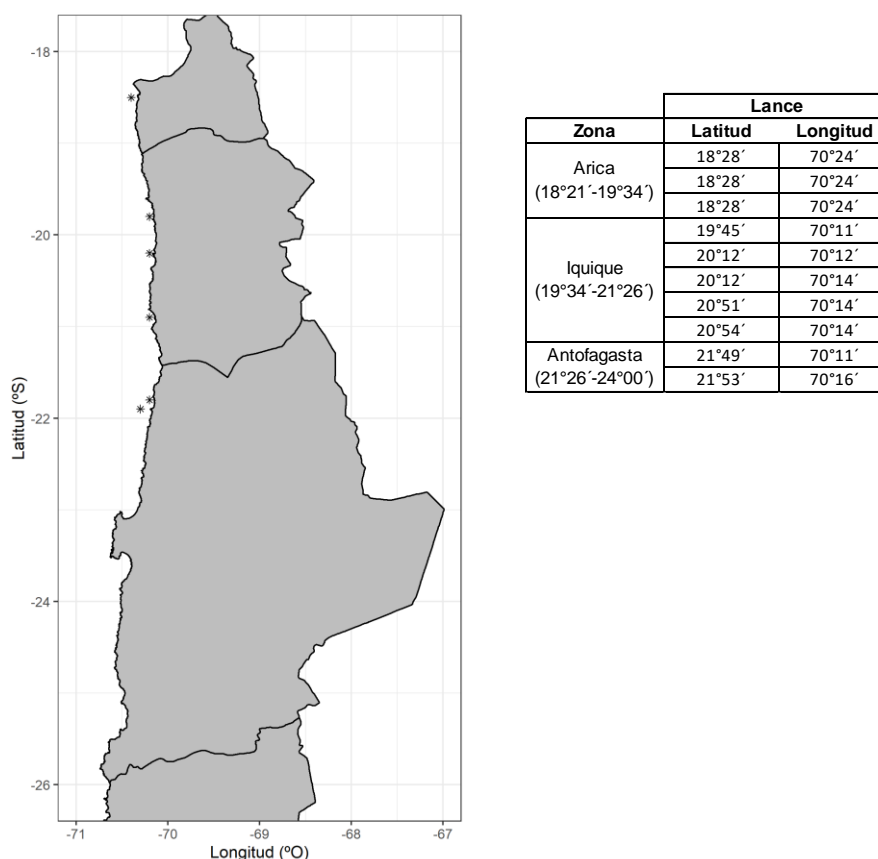 -18
-20
-22
-24
-26
Latitud (ºS)
-71 -70 -69 -68 -67
Longitud (ºO)
Lance
Zona Latitud Longitud
Arica
(18°21´-19°34´)
18°28´ 70°24´
18°28´ 70°24´
18°28´ 70°24´
Iquique
(19°34´-21°26´)
19°45´ 70°11´
20°12´ 70°12´
20°12´ 70°14´
20°51´ 70°14´
20°54´ 70°14´
Antofagasta
(21°26´-24°00´)
21°49´ 70°11´
21°53´ 70°16´